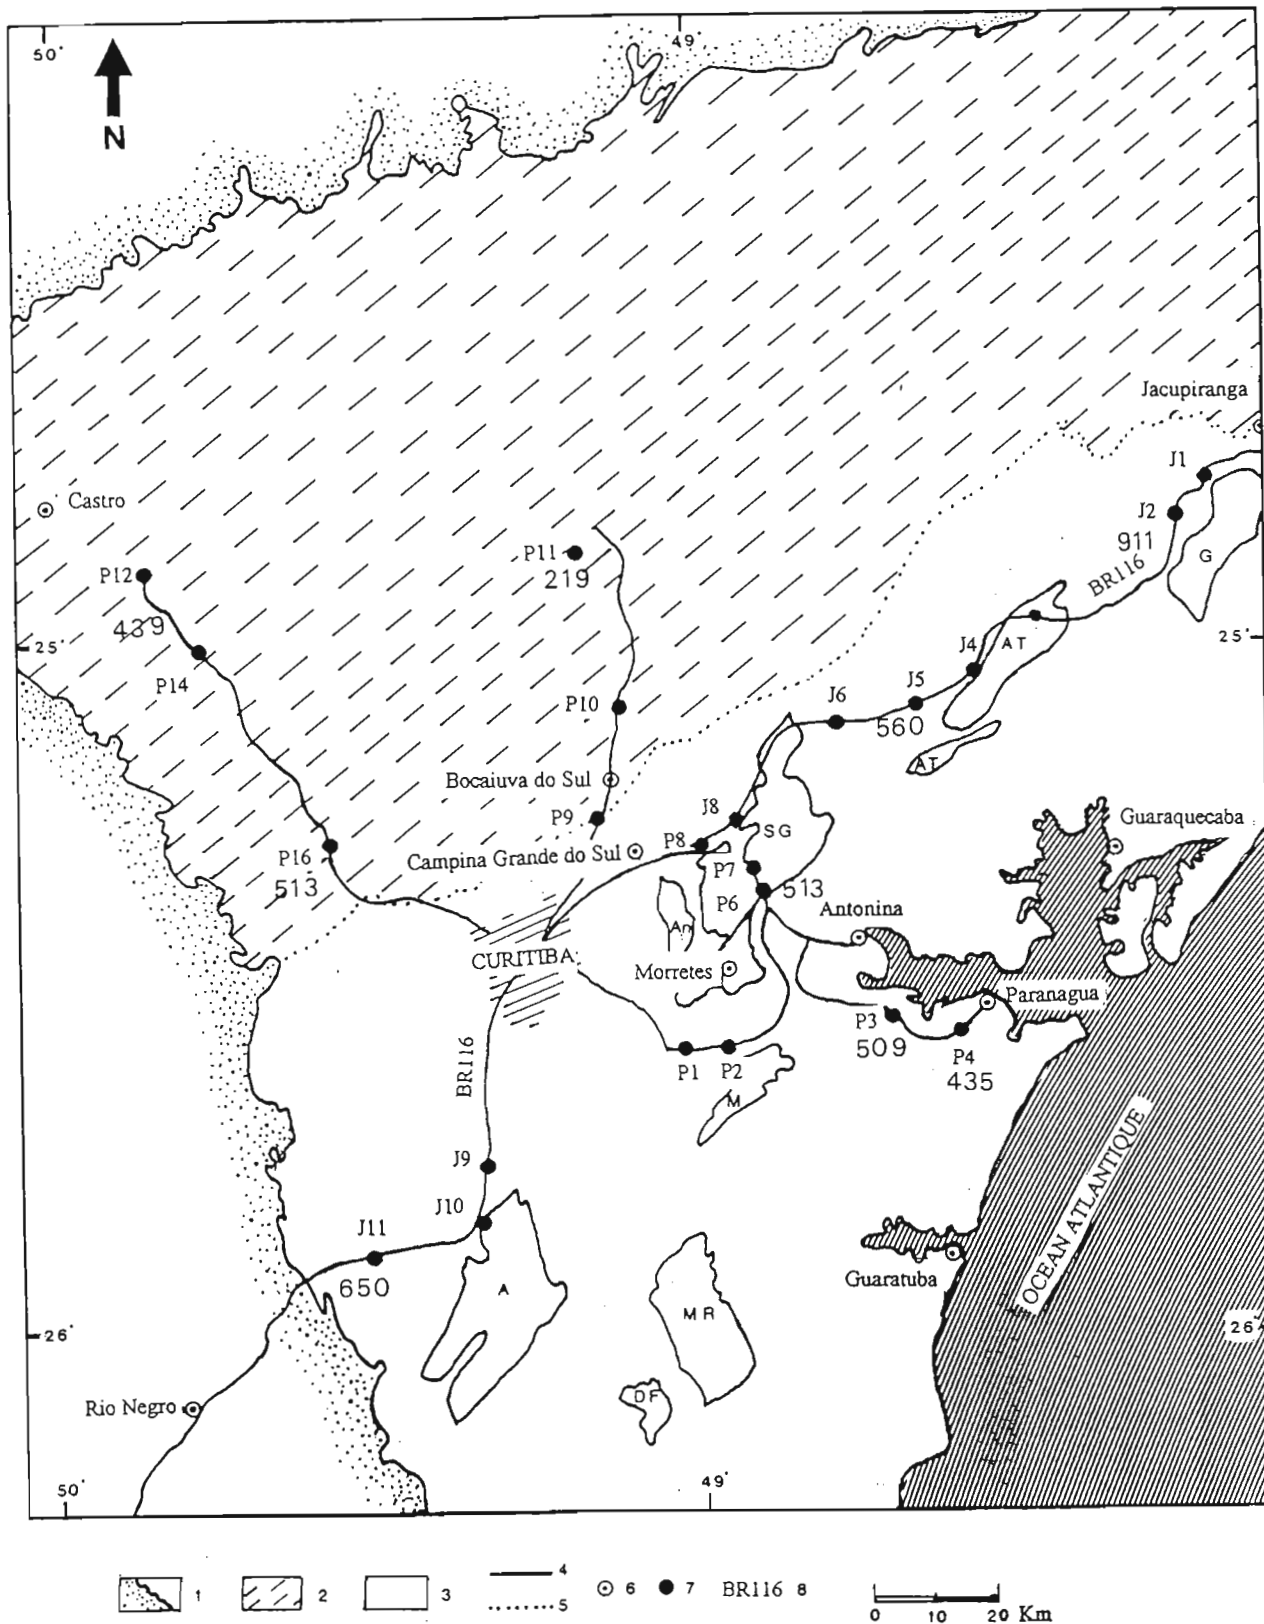 50°
49°
N
Jacupiranga
J1
Castro
J2
911
P11
219
G
BR116
P12
439
25°
25°
AT
J4
P14
J5
J6
P10
560
AT
Bocaiuva do Sul
J8
P9
SG
Guaraquecaba
P8
P16
Campina Grande do Sul
P7
513
513
P6
Antonina
An
CURITIBA
Morretes
Paranagua
P3
509
P4
P1
P2
435
BR116
M
OCEAN ATLANTIQUE
J9
J10
J11
650
Guaratuba
A
MR
26°
26°
DF
Rio Negro
50°
49°
1
2
3
4
5
6
7
BR116 8
0 10 20 Km